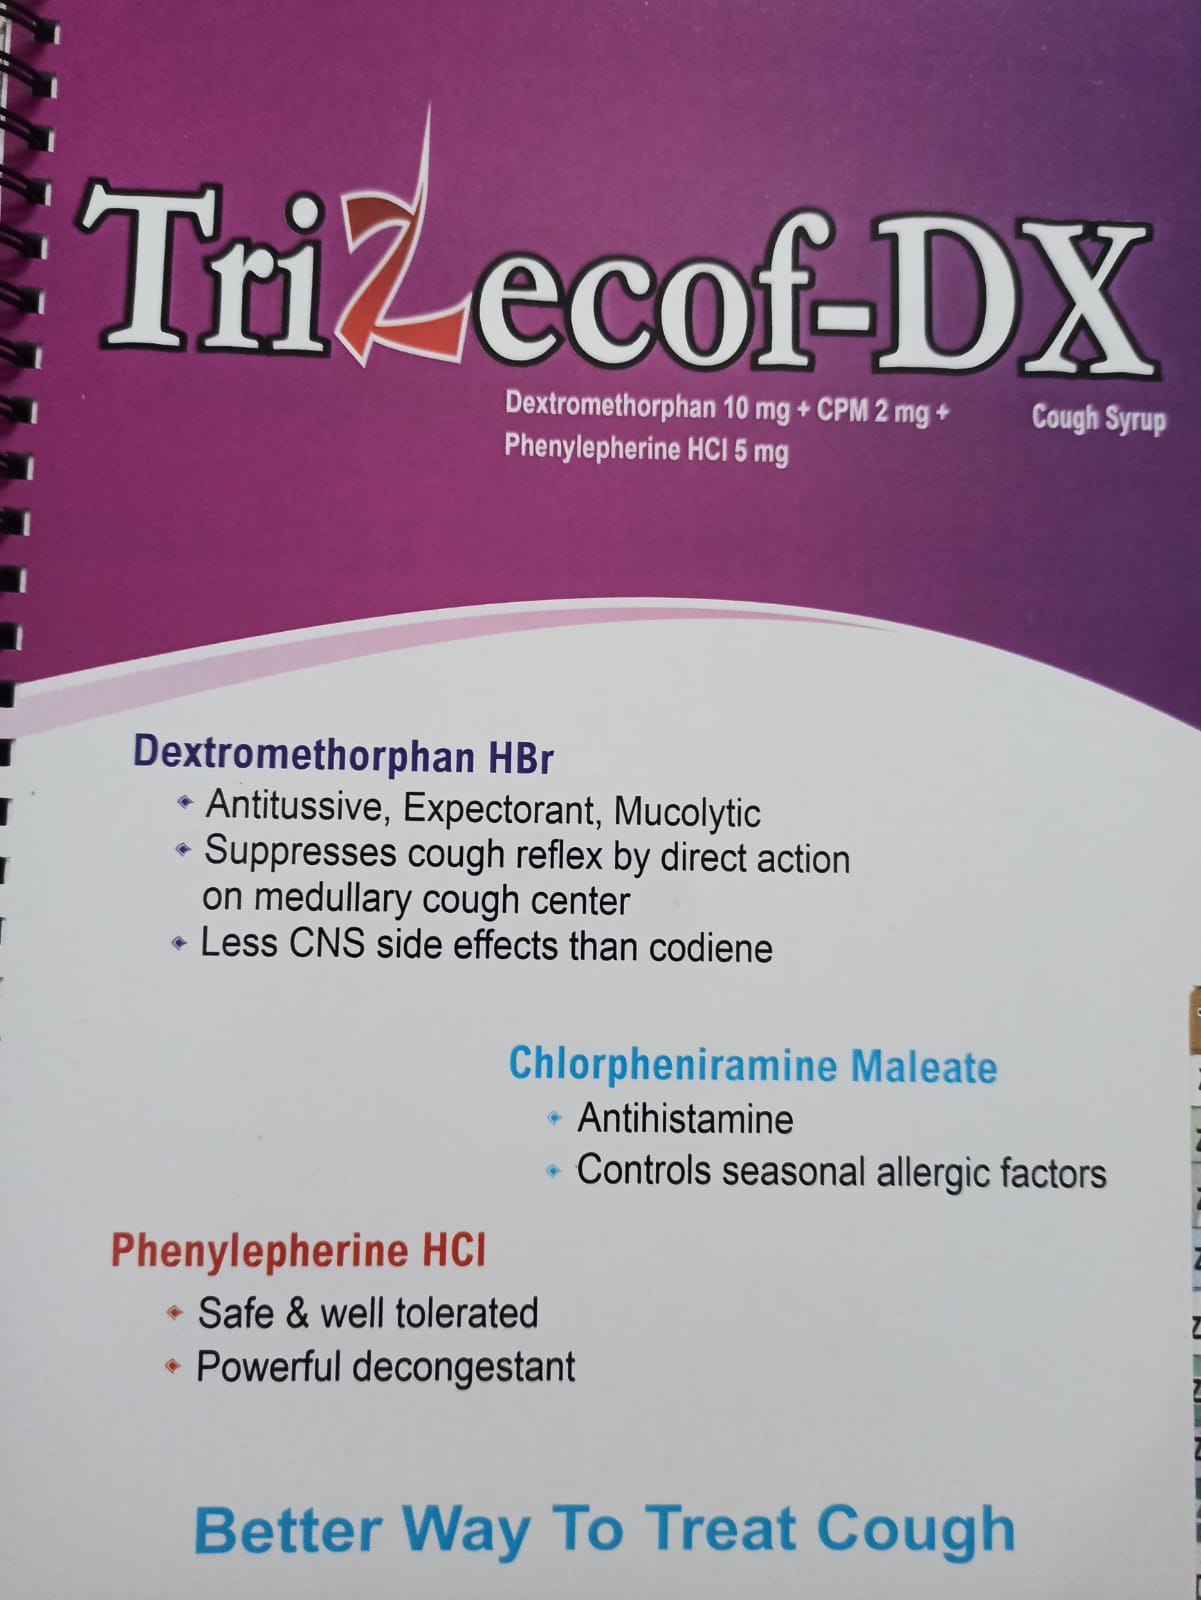 TriZecof-DX
Dextromethorphan 10 mg + CPM 2 mg + Cough Syrup
Phenylepherine HCl 5 mg
Dextromethorphan HBr
Antitussive, Expectorant, Mucolytic
Suppresses cough reflex by direct action
on medullary cough center
Less CNS side effects than codiene
Chlorpheniramine Maleate
Antihistamine
Controls seasonal allergic factors
Phenylepherine HCl
Safe & well tolerated
Powerful decongestant
Better Way To Treat Cough